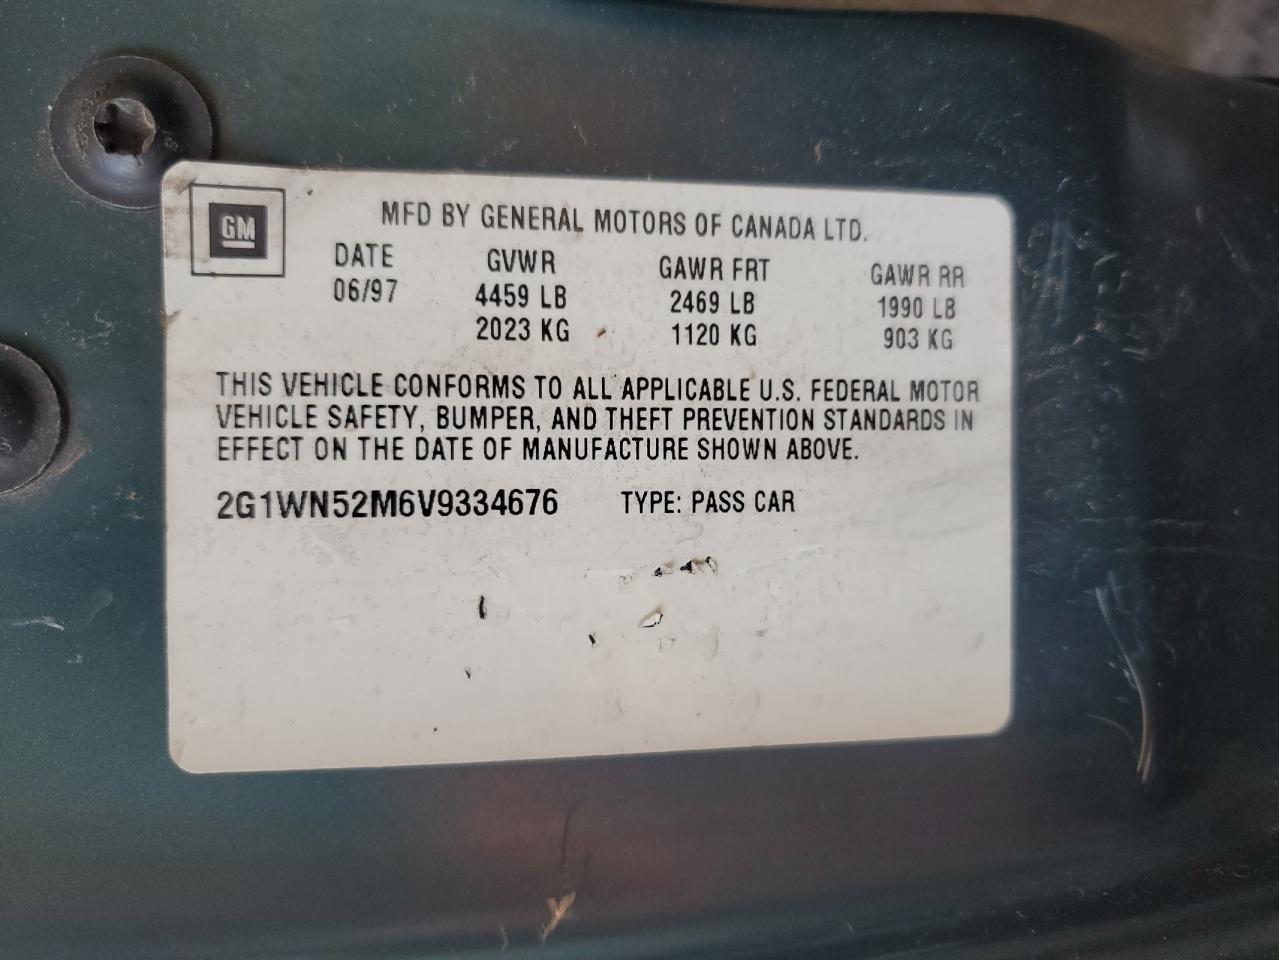 GM
MFD BY GENERAL MOTORS OF CANADA LTD.
DATE GVWR GAWR FRT GAWR RR
06/97 4459 LB 2469 LB 1990 LB
2023 KG 1120 KG 903 KG
THIS VEHICLE CONFORMS TO ALL APPLICABLE U.S. FEDERAL MOTOR
VEHICLE SAFETY, BUMPER, AND THEFT PREVENTION STANDARDS IN
EFFECT ON THE DATE OF MANUFACTURE SHOWN ABOVE.
2G1WN52M6V9334676 TYPE: PASS CAR